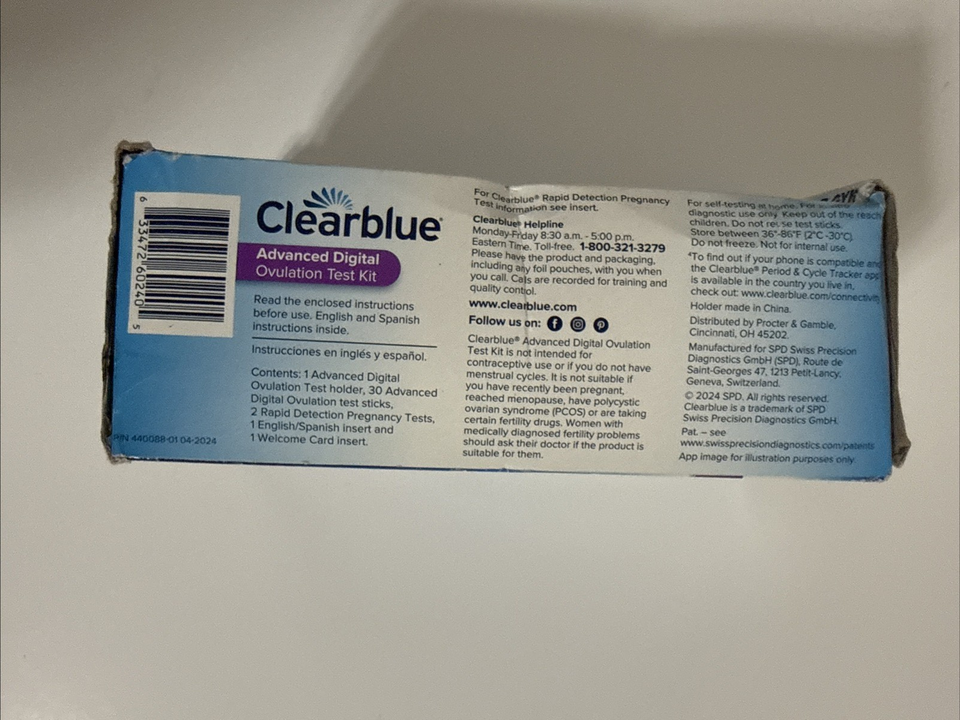 6 33472 60240 5
Clearblue®
Advanced Digital
Ovulation Test Kit
Read the enclosed instructions
before use. English and Spanish
instructions inside.
Instrucciones en inglés y español.
Contents: 1 Advanced Digital
Ovulation Test holder, 30 Advanced
Digital Ovulation test sticks,
2 Rapid Detection Pregnancy Tests,
1 English/Spanish insert and
1 Welcome Card insert.
P/N 440088-01 04-2024
For Clearblue® Rapid Detection Pregnancy
Test information see insert.
Clearblue® Helpline
Monday-Friday 8:30 a.m. - 5:00 p.m.
Eastern Time. Toll-free. 1-800-321-3279
Please have the product and packaging,
including any foil pouches, with you when
you call. Calls are recorded for training and
quality control.
www.clearblue.com
Follow us on:
Clearblue® Advanced Digital Ovulation
Test Kit is not intended for
contraceptive use or if you do not have
menstrual cycles. It is not suitable if
you have recently been pregnant,
reached menopause, have polycystic
ovarian syndrome (PCOS) or are taking
certain fertility drugs. Women with
medically diagnosed fertility problems
should ask their doctor if the product is
suitable for them.
For self-testing at home. For
diagnostic use only. Keep out of the reach
children. Do not re-use test sticks.
Store between 36°-86°F (2°C -30°C).
Do not freeze. Not for internal use.
*To find out if your phone is compatible and
the Clearblue® Period & Cycle Tracker app
is available in the country you live in,
check out: www.clearblue.com/connectivity
Holder made in China.
Distributed by Procter & Gamble,
Cincinnati, OH 45202.
Manufactured for SPD Swiss Precision
Diagnostics GmbH (SPD), Route de
Saint-Georges 47, 1213 Petit-Lancy,
Geneva, Switzerland.
© 2024 SPD. All rights reserved.
Clearblue is a trademark of SPD
Swiss Precision Diagnostics GmbH.
Pat. – see
www.swissprecisiondiagnostics.com/patents
App image for illustration purposes only